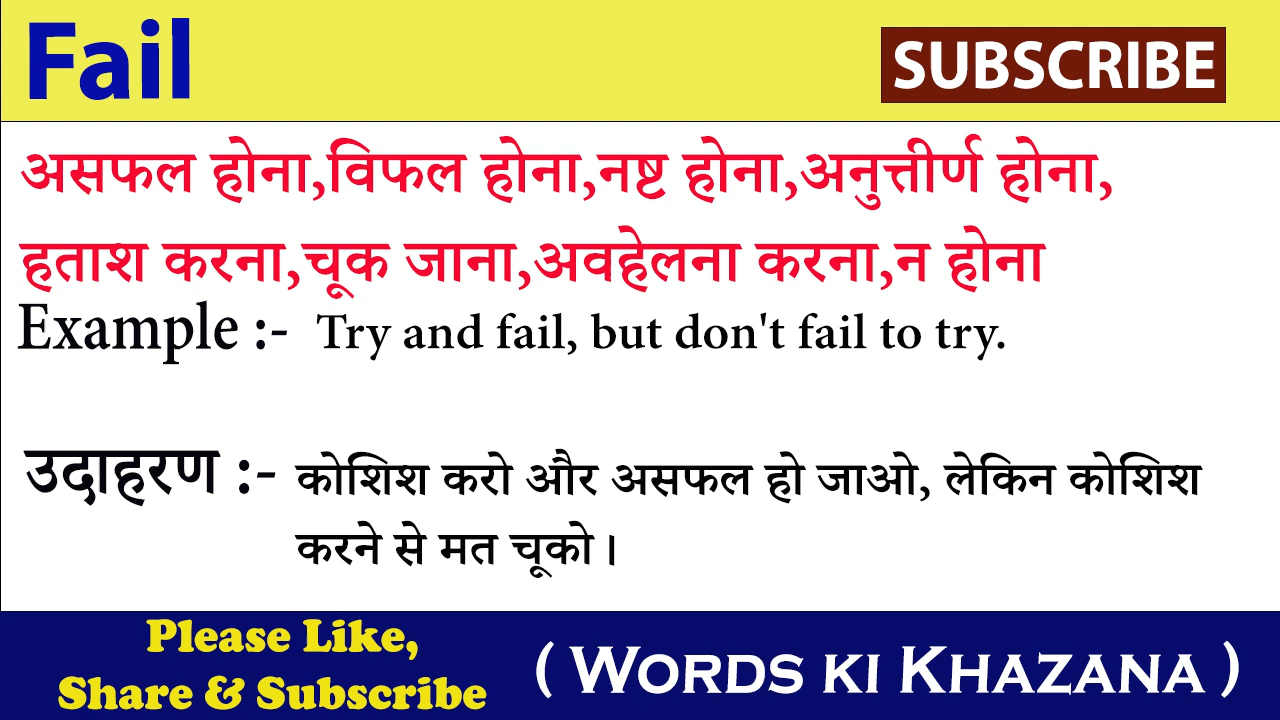 Fail
SUBSCRIBE
असफल होना,विफल होना,नष्ट होना,अनुत्तीर्ण होना,
हताश करना,चूक जाना,अवहेलना करना,न होना
Example :- Try and fail, but don't fail to try.
उदाहरण :- कोशिश करो और असफल हो जाओ, लेकिन कोशिश
करने से मत चूको।
Please Like,
Share & Subscribe
( WORDS KI KHAZANA )